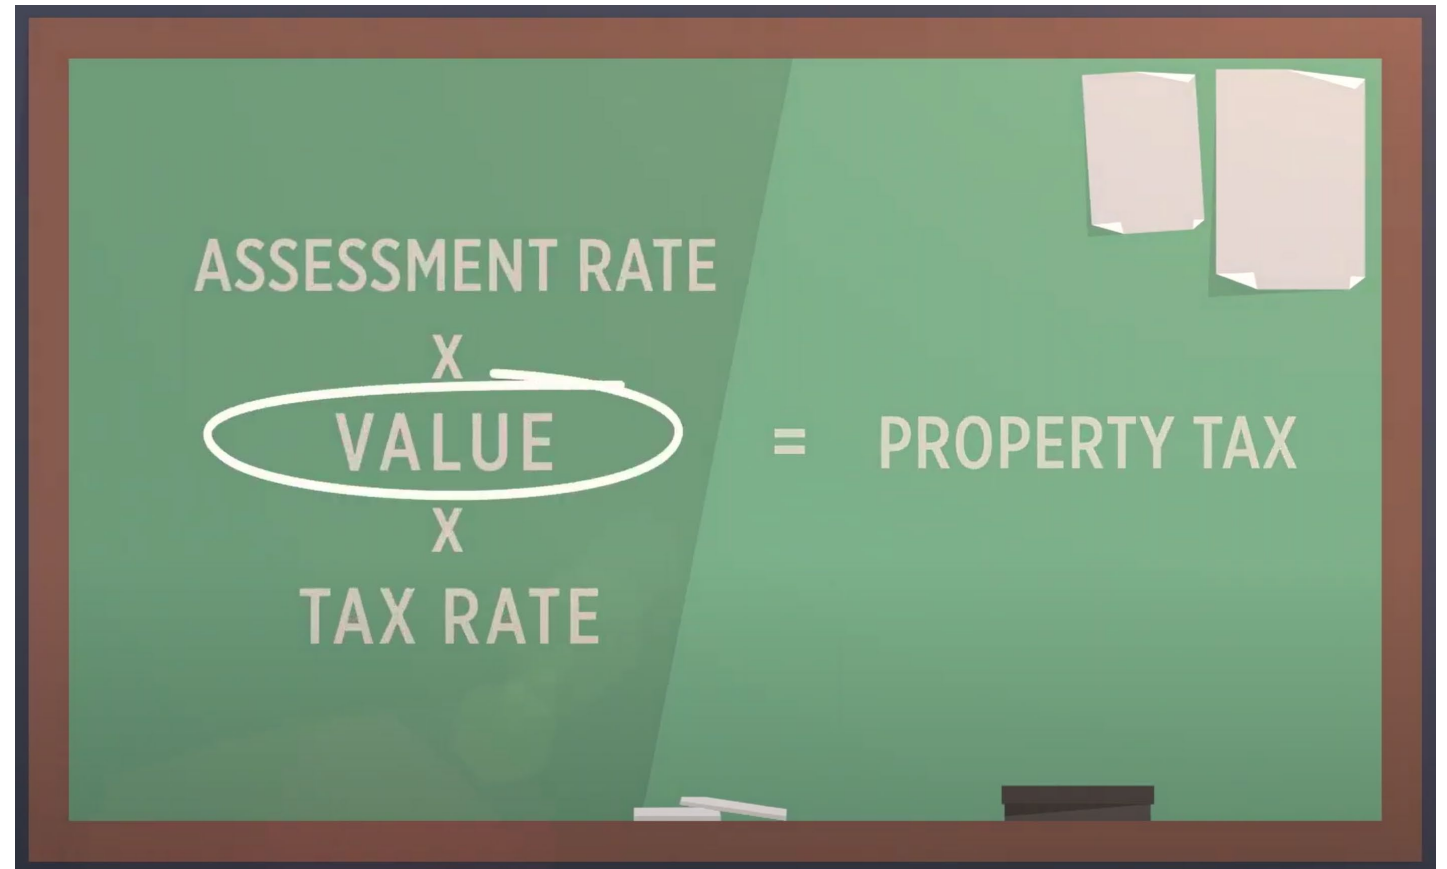 ASSESSMENT RATE
X
VALUE
X
TAX RATE
= PROPERTY TAX